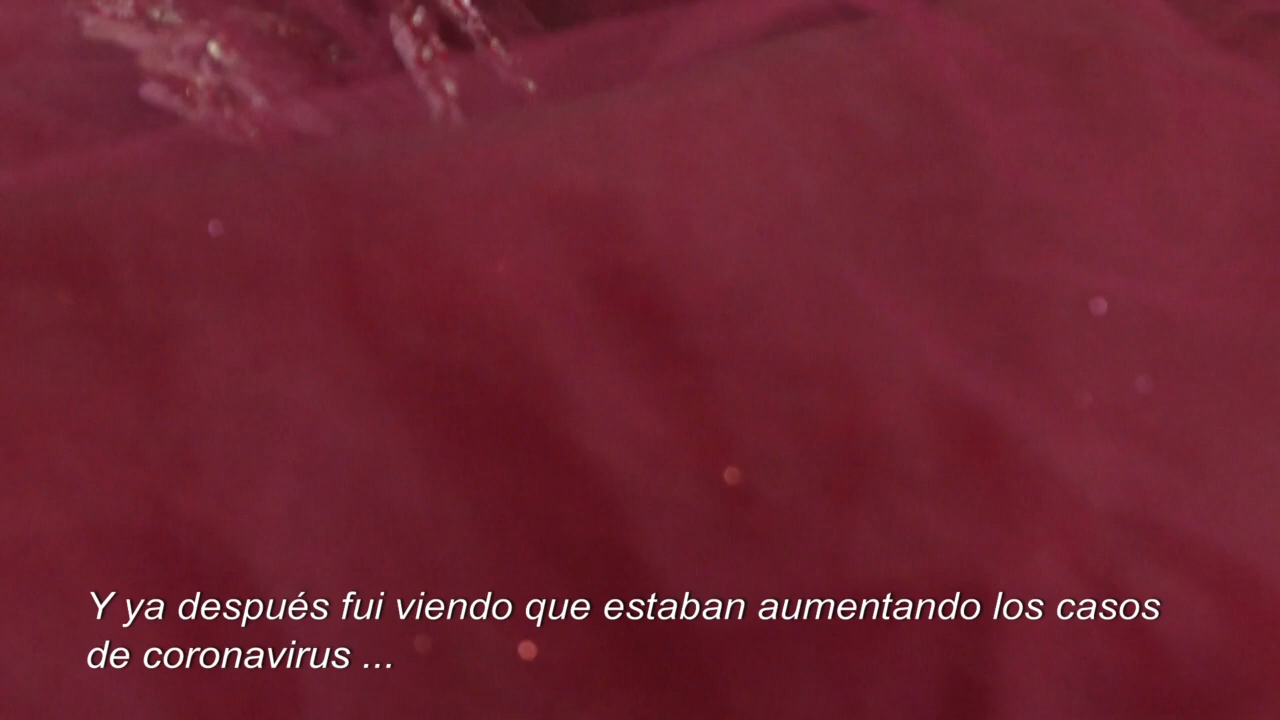 Y ya después fui viendo que estaban aumentando los casos
de coronavirus ...